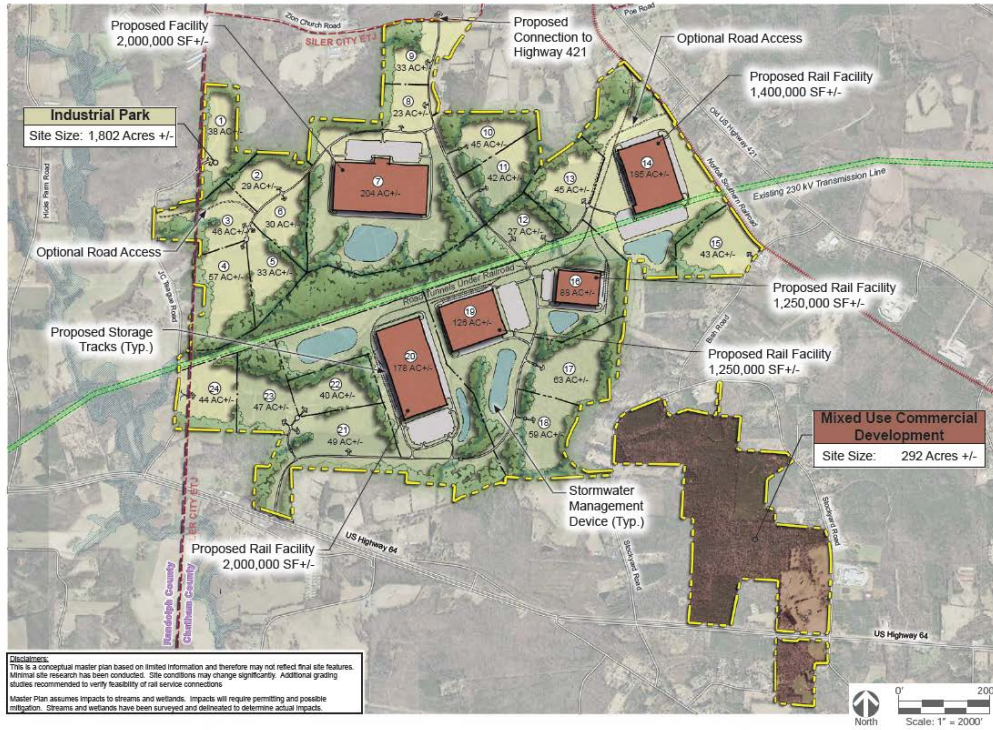 Zion Church Road
Poe Road
Proposed Facility
2,000,000 SF+/-
SILER CITY ETJ
Proposed
Connection to
Highway 421
Optional Road Access
Proposed Rail Facility
1,400,000 SF+/-
Industrial Park
Site Size: 1,802 Acres +/-
Hicks Farm Road
Old US Highway 421
Norfolk Southern Railroad
Existing 230 kV Transmission Line
1
38 AC+/-
2
29 AC+/-
3
46 AC+/-
4
57 AC+/-
5
33 AC+/-
6
30 AC+/-
7
204 AC+/-
8
23 AC+/-
9
33 AC+/-
10
45 AC+/-
11
42 AC+/-
12
27 AC+/-
13
45 AC+/-
14
185 AC+/-
15
43 AC+/-
Optional Road Access
JC Teague Road
Road Tunnels Under Railroad
16
88 AC+/-
Proposed Rail Facility
1,250,000 SF+/-
Bish Road
Proposed Storage
Tracks (Typ.)
19
126 AC+/-
20
178 AC+/-
Proposed Rail Facility
1,250,000 SF+/-
17
63 AC+/-
18
59 AC+/-
21
49 AC+/-
22
40 AC+/-
23
47 AC+/-
24
44 AC+/-
Mixed Use Commercial
Development
Site Size: 292 Acres +/-
Stormwater
Management
Device (Typ.)
Stockyard Road
Stockyard Road
SILER CITY ETJ
Proposed Rail Facility
2,000,000 SF+/-
US Highway 64
US Highway 64
Randolph County
Chatham County
Disclaimers:
This is a conceptual master plan based on limited information and therefore may not reflect final site features.
Minimal site research has been conducted. Site conditions may change significantly. Additional grading
studies recommended to verify feasibility of rail service connections
Master Plan assumes impacts to streams and wetlands. Impacts will require permitting and possible
mitigation. Streams and wetlands have been surveyed and delineated to determine actual impacts.
North
0'
200
Scale: 1" = 2000'